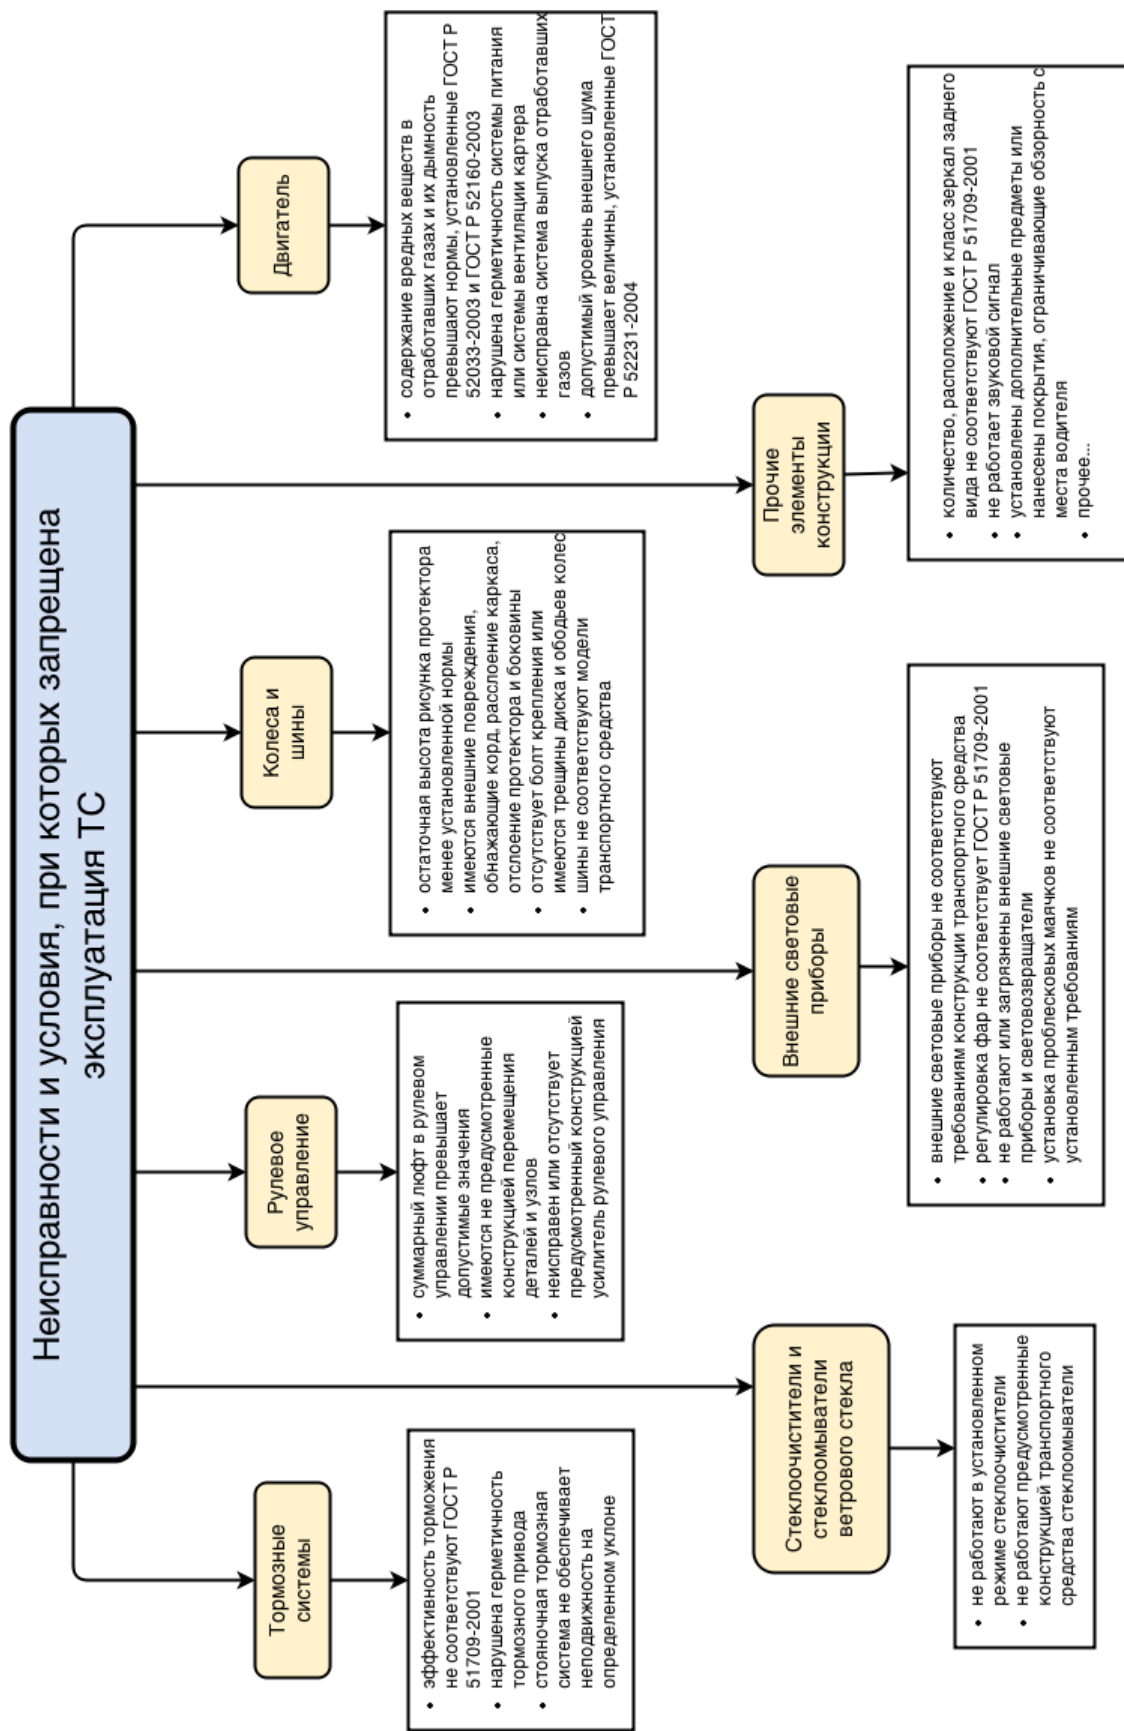 Неисправности и условия, при которых запрещена
эксплуатация ТС
Тормозные
системы
эффективность торможения
не соответствуют ГОСТ Р
51709-2001
нарушена герметичность
тормозного привода
стояночная тормозная
система не обеспечивает
неподвижность на
определенном уклоне
Стеклоочистители и
стеклоомыватели
ветрового стекла
не работают в установленном
режиме стеклоочистители
не работают предусмотренные
конструкцией транспортного
средства стеклоомыватели
Рулевое
управление
суммарный люфт в рулевом
управлении превышает
допустимые значения
имеются не предусмотренные
конструкцией перемещения
деталей и узлов
неисправен или отсутствует
предусмотренный конструкцией
усилитель рулевого управления
Внешние световые
приборы
внешние световые приборы не соответствуют
требованиям конструкции транспортного средства
регулировка фар не соответствует ГОСТ Р 51709-2001
не работают или загрязнены внешние световые
приборы и световозвращатели
установка проблесковых маячков не соответствуют
установленным требованиям
Колеса и
шины
остаточная высота рисунка протектора
менее установленной нормы
имеются внешние повреждения,
обнажающие корд, расслоение каркаса,
отслоение протектора и боковины
отсутствует болт крепления или
имеются трещины диска и ободьев колес
шины не соответствуют модели
транспортного средства
Прочие
элементы
конструкции
количество, расположение и класс зеркал заднего
вида не соответствуют ГОСТ Р 51709-2001
не работает звуковой сигнал
установлены дополнительные предметы или
нанесены покрытия, ограничивающие обзорность с
места водителя
прочее...
Двигатель
содержание вредных веществ в
отработавших газах и их дымность
превышают нормы, установленные ГОСТ Р
52033-2003 и ГОСТ Р 52160-2003
нарушена герметичность системы питания
или системы вентиляции картера
неисправна система выпуска отработавших
газов
допустимый уровень внешнего шума
превышает величины, установленные ГОСТ
Р 52231-2004